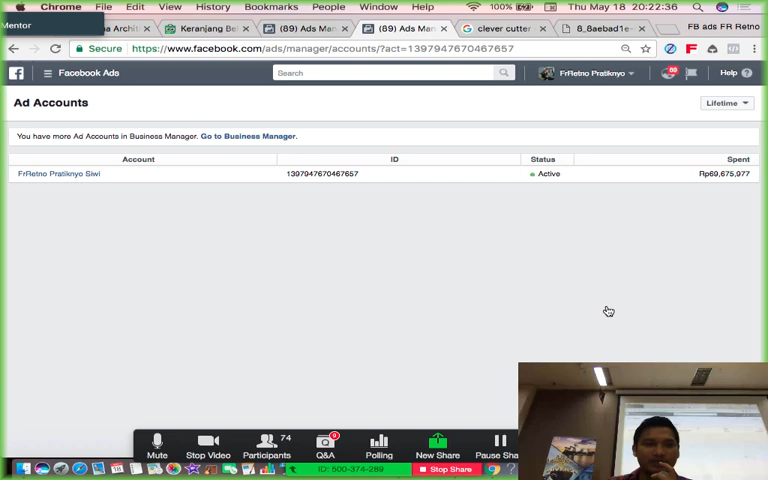 Chrome File Edit View History Bookmarks People Window Help 100% Thu May 18 20:22:36
Mentor
Keranjang Be
(89) Ads Man
(89) Ads Man
clever cutter
8_8aebad1e-
FB ads FR Retno
Secure https://www.facebook.com/ads/manager/accounts/?act=1397947670467657
Facebook Ads Search FrRetno Pratiknyo Help
Ad Accounts Lifetime
You have more Ad Accounts in Business Manager. Go to Business Manager.
Account ID Status Spent
FrRetno Pratiknyo Siwi 1397947670467657 Active Rp69,675,977
74
Mute Stop Video Participants Q&A Polling New Share Pause Sha
ID: 500-374-289 Stop Share